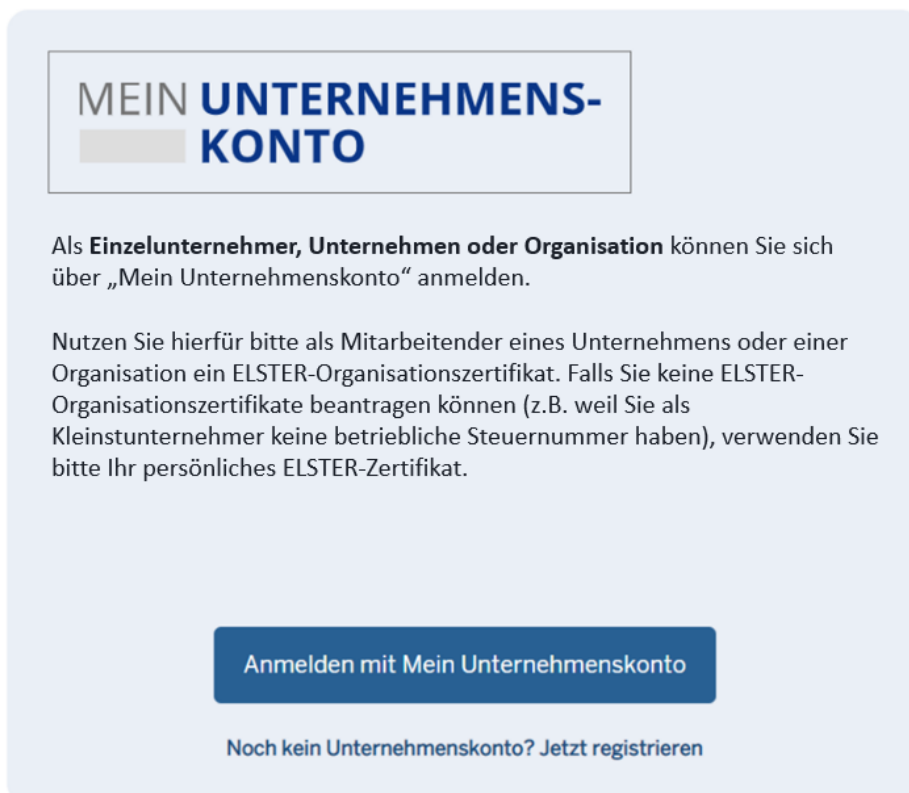 MEIN UNTERNEHMENS-
KONTO
Als Einzelunternehmer, Unternehmen oder Organisation können Sie sich
über „Mein Unternehmenskonto“ anmelden.
Nutzen Sie hierfür bitte als Mitarbeitender eines Unternehmens oder einer
Organisation ein ELSTER-Organisationszertifikat. Falls Sie keine ELSTER-
Organisationszertifikate beantragen können (z.B. weil Sie als
Kleinstunternehmer keine betriebliche Steuernummer haben), verwenden Sie
bitte Ihr persönliches ELSTER-Zertifikat.
Anmelden mit Mein Unternehmenskonto
Noch kein Unternehmenskonto? Jetzt registrieren